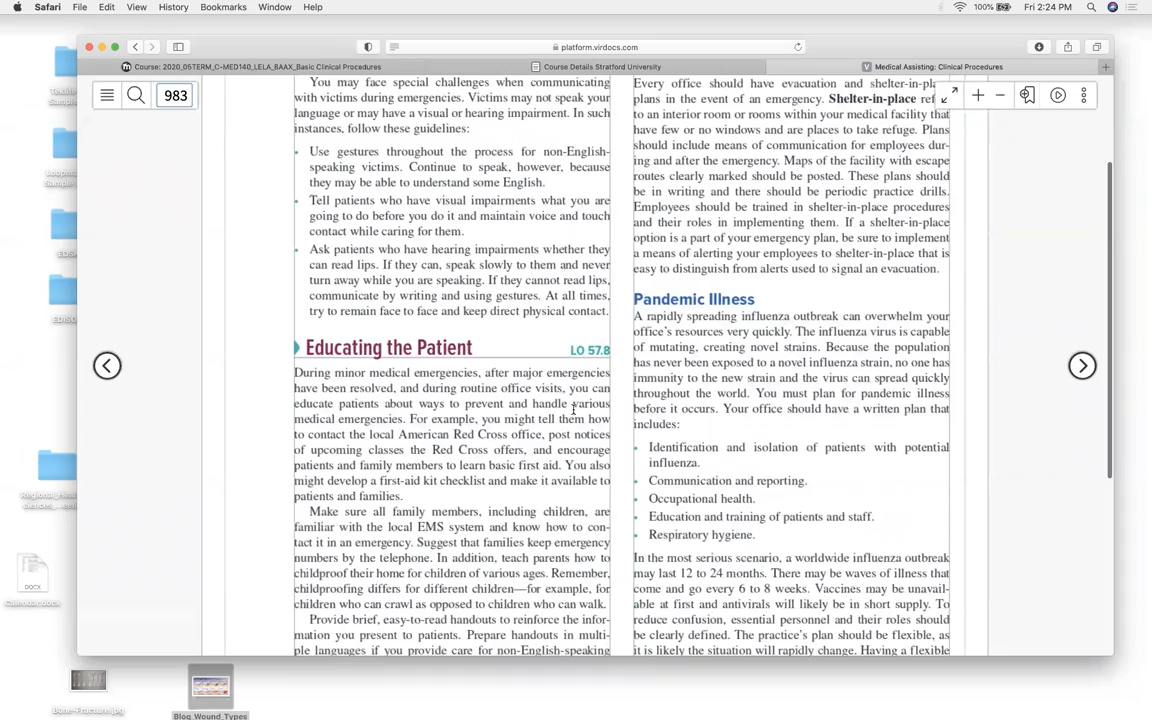 Safari File Edit View History Bookmarks Window Help
100% Fri 2:24 PM
platform.virdocs.com
Course: 2020_05TERM_C-MED140_LELA_BAAX_Basic Clinical Procedures
Course Details Stratford University
Medical Assisting: Clinical Procedures
983
You may face special challenges when communicating
with victims during emergencies. Victims may not speak your
language or may have a visual or hearing impairment. In such
instances, follow these guidelines:
• Use gestures throughout the process for non-English-
speaking victims. Continue to speak, however, because
they may be able to understand some English.
• Tell patients who have visual impairments what you are
going to do before you do it and maintain voice and touch
contact while caring for them.
• Ask patients who have hearing impairments whether they
can read lips. If they can, speak slowly to them and never
turn away while you are speaking. If they cannot read lips,
communicate by writing and using gestures. At all times,
try to remain face to face and keep direct physical contact.
Educating the Patient LO 57.8
During minor medical emergencies, after major emergencies
have been resolved, and during routine office visits, you can
educate patients about ways to prevent and handle various
medical emergencies. For example, you might tell them how
to contact the local American Red Cross office, post notices
of upcoming classes the Red Cross offers, and encourage
patients and family members to learn basic first aid. You also
might develop a first-aid kit checklist and make it available to
patients and families.
Make sure all family members, including children, are
familiar with the local EMS system and know how to con-
tact it in an emergency. Suggest that families keep emergency
numbers by the telephone. In addition, teach parents how to
childproof their home for children of various ages. Remember,
childproofing differs for different children—for example, for
children who can crawl as opposed to children who can walk.
Provide brief, easy-to-read handouts to reinforce the infor-
mation you present to patients. Prepare handouts in multi-
ple languages if you provide care for non-English-speaking
Every office should have evacuation and shelter-in-
plans in the event of an emergency. Shelter-in-place
to an interior room or rooms within your medical facility that
have few or no windows and are places to take refuge. Plans
should include means of communication for employees dur-
ing and after the emergency. Maps of the facility with escape
routes clearly marked should be posted. These plans should
be in writing and there should be periodic practice drills.
Employees should be trained in shelter-in-place procedures
and their roles in implementing them. If a shelter-in-place
option is a part of your emergency plan, be sure to implement
a means of alerting your employees to shelter-in-place that is
easy to distinguish from alerts used to signal an evacuation.
Pandemic Illness
A rapidly spreading influenza outbreak can overwhelm your
office's resources very quickly. The influenza virus is capable
of mutating, creating novel strains. Because the population
has never been exposed to a novel influenza strain, no one has
immunity to the new strain and the virus can spread quickly
throughout the world. You must plan for pandemic illness
before it occurs. Your office should have a written plan that
includes:
• Identification and isolation of patients with potential
influenza.
• Communication and reporting.
• Occupational health.
• Education and training of patients and staff.
• Respiratory hygiene.
In the most serious scenario, a worldwide influenza outbreak
may last 12 to 24 months. There may be waves of illness that
come and go every 6 to 8 weeks. Vaccines may be unavail-
able at first and antivirals will likely be in short supply. To
reduce confusion, essential personnel and their roles should
be clearly defined. The practice's plan should be flexible, as
it is likely the situation will rapidly change. Having a flexible
DOCX
Calendar.docx
Bone-Fracture.jpg
Blog_Wound_Types